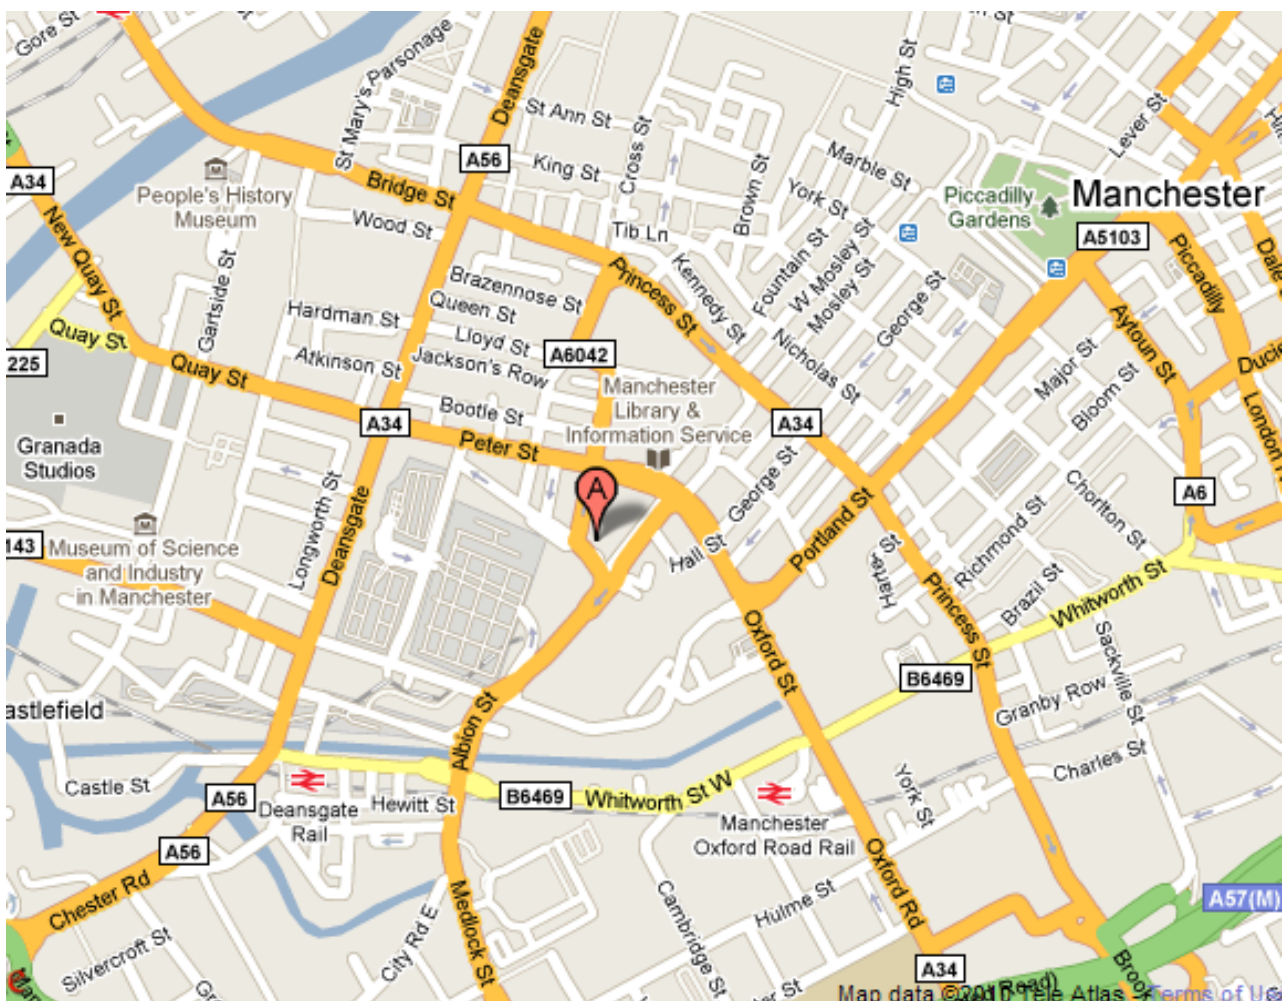 Gore St
St Mary's Parsonage
Deansgate
St Ann St
High St
Lever St
A56
King St
Cross St
Marble St
A34
People's History
Museum
Bridge St
Wood St
Brown St
York St
Piccadilly
Gardens
Manchester
A5103
New Quay St
Gartside St
Tib Ln
Fountain St
W Mosley St
Mosley St
George St
Piccadilly
Brazennose St
Princess St
Kennedy St
Queen St
Hardman St
Lloyd St
Quay St
Aytoun St
225
Quay St
Atkinson St
Jackson's Row
A6042
Nicholas St
Major St
Bloom St
Manchester
Library &
Information Service
Bootle St
A34
A34
Peter St
Granada
Studios
A
George St
Portland St
Chorlton St
A6
Longworth St
Deansgate
143
Museum of Science
and Industry
in Manchester
Hall St
Richmond St
Princess St
Brazil St
Whitworth St
Oxford St
Sackville St
B6469
Granby Row
astlefield
Albion St
Castle St
A56
Deansgate
Rail
Hewitt St
B6469
Whitworth St W
Charles St
York St
Manchester
Oxford Road Rail
A56
Chester Rd
Oxford Rd
Medlock St
City Rd E
Cambridge St
Hulme St
A57(M)
Silvercroft St
A34
Map data ©2010 Tele Atlas - Terms of Us